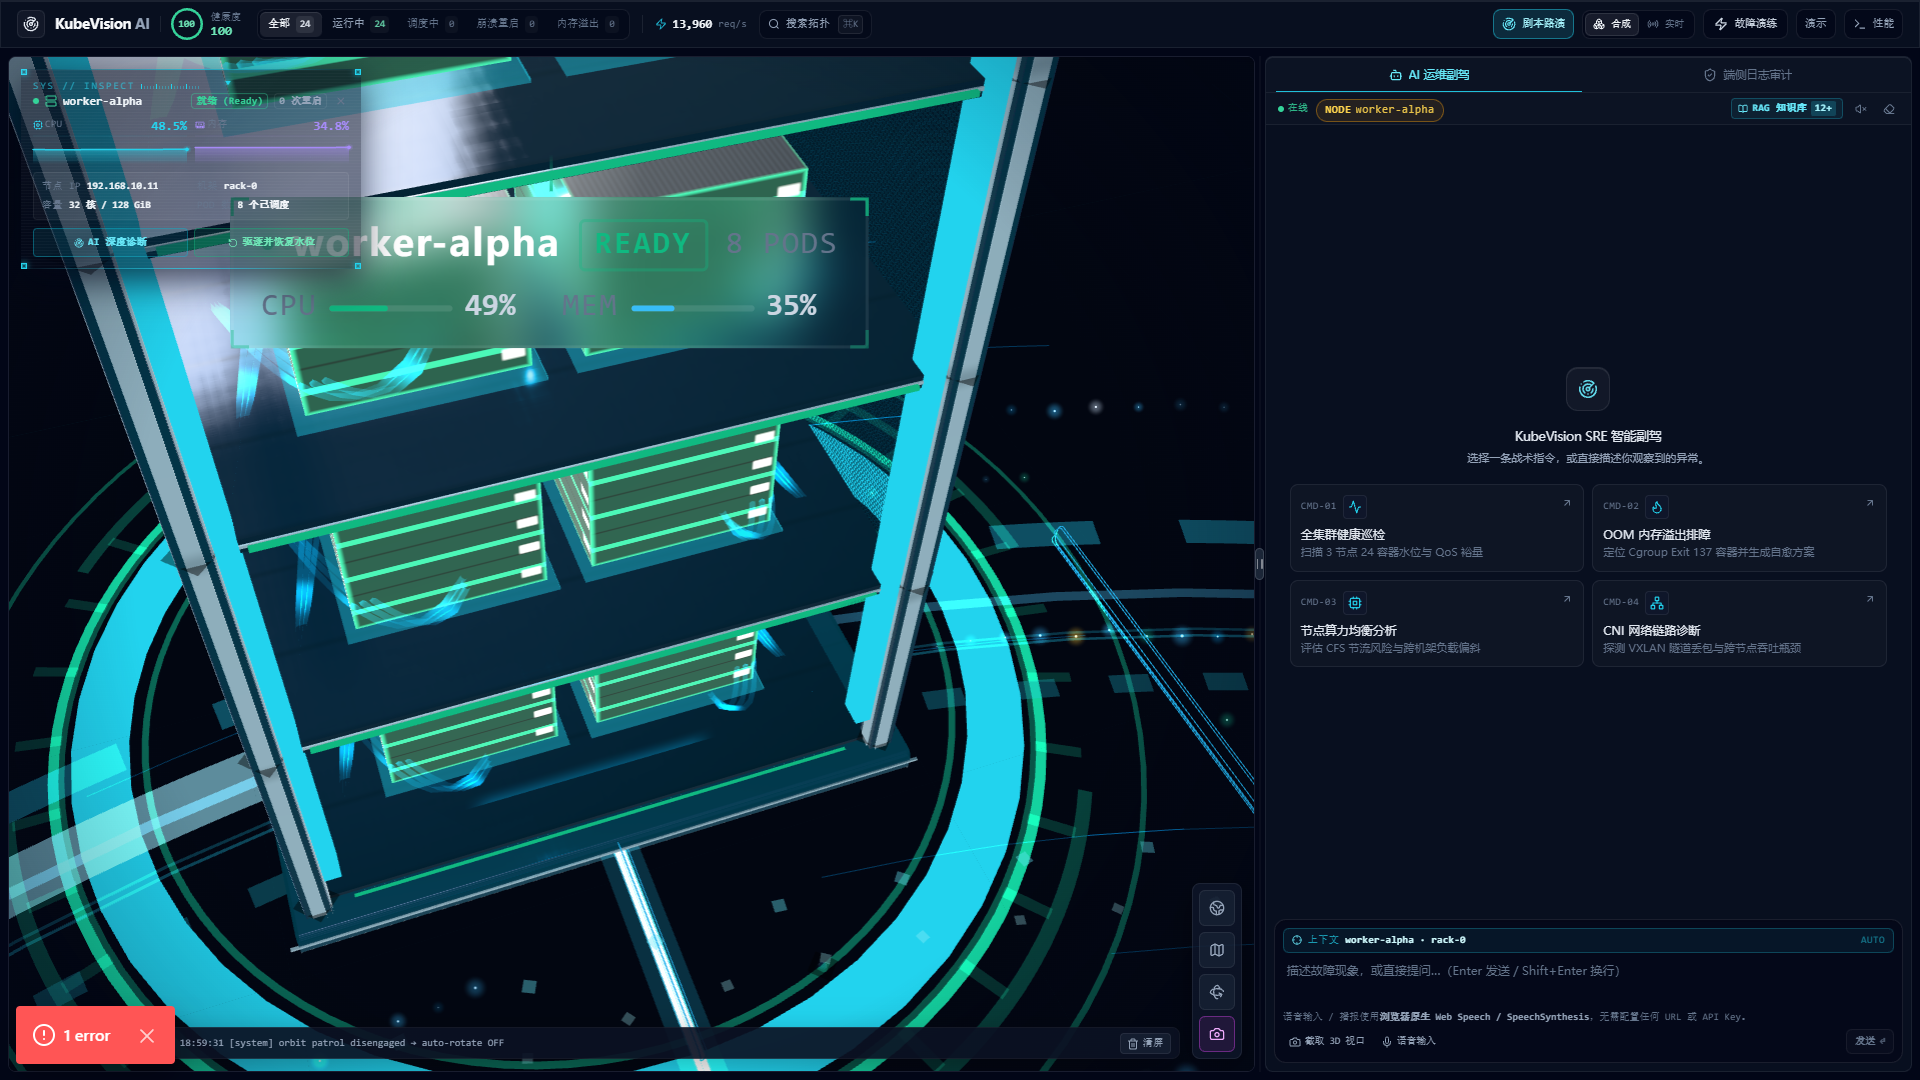 KubeVision AI
100
健康度
100
全部 24
运行中 24
调度中 0
崩溃重启 0
内存溢出 0
13,960 req/s
搜索拓扑 ⌘K
剧本路演
合成
实时
故障演练
演示
性能
SYS // INSPECT
worker-alpha
就绪 (Ready)
0 次重启
CPU 48.5%
内存 34.8%
节点 IP 192.168.10.11
rack-0
容量 32 核 / 128 GiB
8 个已调度
AI 深度诊断
驱逐并恢复水位
worker-alpha READY 8 PODS
CPU 49% MEM 35%
AI 运维副驾
端侧日志审计
在线
NODE worker-alpha
RAG 知识库 12+
KubeVision SRE 智能副驾
选择一条战术指令，或直接描述你观察到的异常。
CMD-01
全集群健康巡检
扫描 3 节点 24 容器水位与 QoS 裕量
CMD-02
OOM 内存溢出排障
定位 Cgroup Exit 137 容器并生成自愈方案
CMD-03
节点算力均衡分析
评估 CFS 节流风险与跨机架负载偏斜
CMD-04
CNI 网络链路诊断
探测 VXLAN 隧道丢包与跨节点吞吐瓶颈
上下文 worker-alpha · rack-0
AUTO
描述故障现象，或直接提问… (Enter 发送 / Shift+Enter 换行)
语音输入 / 播报使用浏览器原生 Web Speech / SpeechSynthesis，无需配置任何 URL 或 API Key。
截取 3D 视口
语音输入
发送
1 error
18:59:31 [system] orbit patrol disengaged → auto-rotate OFF
清屏